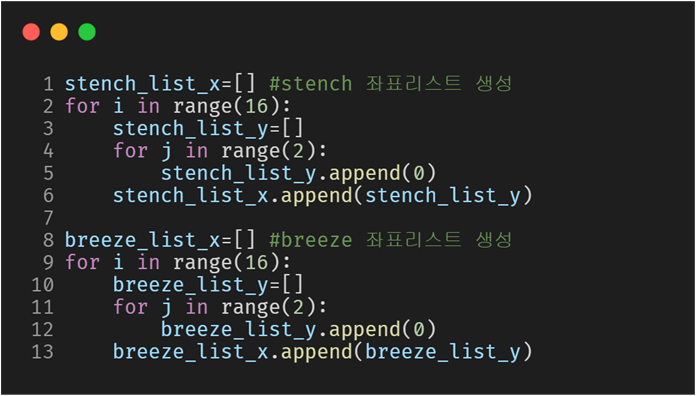 1 stench_list_x=[] #stench 좌표리스트 생성
2 for i in range(16):
3     stench_list_y=[]
4     for j in range(2):
5         stench_list_y.append(0)
6     stench_list_x.append(stench_list_y)
7
8 breeze_list_x=[] #breeze 좌표리스트 생성
9 for i in range(16):
10     breeze_list_y=[]
11     for j in range(2):
12         breeze_list_y.append(0)
13     breeze_list_x.append(breeze_list_y)